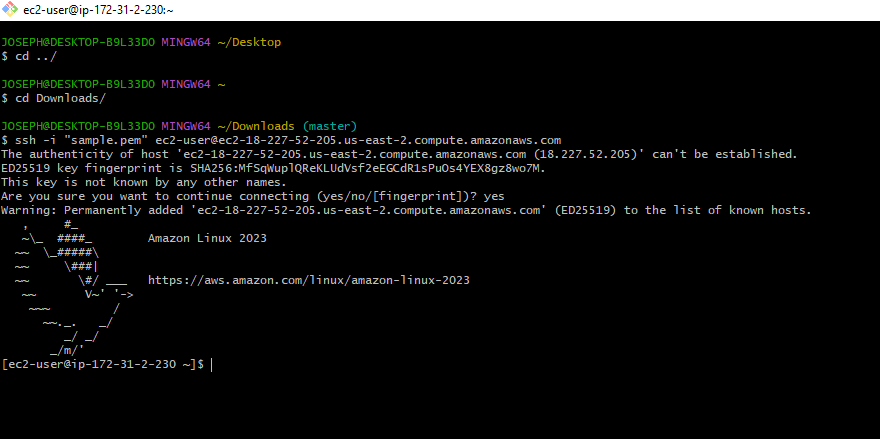 ec2-user@ip-172-31-2-230:~
JOSEPH@DESKTOP-B9L33DO MINGW64 ~/Desktop
$ cd ../
JOSEPH@DESKTOP-B9L33DO MINGW64 ~
$ cd Downloads/
JOSEPH@DESKTOP-B9L33DO MINGW64 ~/Downloads (master)
$ ssh -i "sample.pem" ec2-user@ec2-18-227-52-205.us-east-2.compute.amazonaws.com
The authenticity of host 'ec2-18-227-52-205.us-east-2.compute.amazonaws.com (18.227.52.205)' can't be established.
ED25519 key fingerprint is SHA256:MfSqWuplQReKLUdVsf2eEGCdR1sPuOs4YEX8gz8wo7M.
This key is not known by any other names.
Are you sure you want to continue connecting (yes/no/[fingerprint])? yes
Warning: Permanently added 'ec2-18-227-52-205.us-east-2.compute.amazonaws.com' (ED25519) to the list of known hosts.
   ,     #_
   ~\_  ####_        Amazon Linux 2023
  ~~  \_#####\
  ~~     \###|
  ~~       \#/ ___   https://aws.amazon.com/linux/amazon-linux-2023
   ~~       V~' '->
    ~~~         /
      ~~._.   _/
         _/ _/
       _/m/'
[ec2-user@ip-172-31-2-230 ~]$